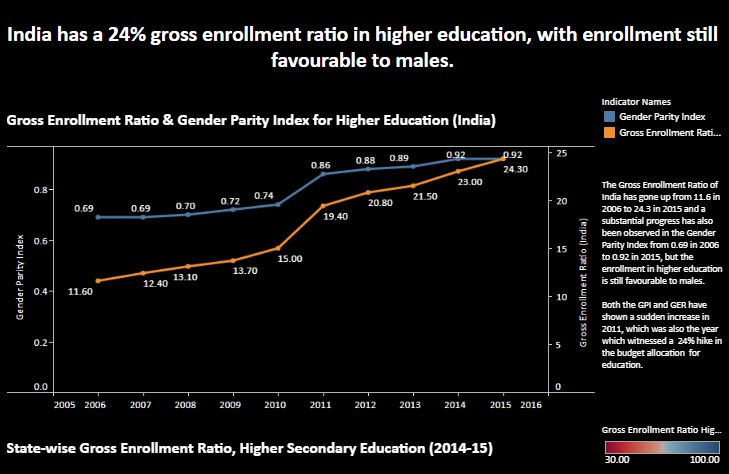 India has a 24% gross enrollment ratio in higher education, with enrollment still
favourable to males.
Indicator Names
Gender Parity Index
Gross Enrollment Rati...
Gross Enrollment Ratio & Gender Parity Index for Higher Education (India)
Gender Parity Index
0.8
0.6
0.4
0.2
0.0
0.69
0.69
0.70
0.72
0.74
0.86
0.88
0.89
0.92
0.92
11.60
12.40
13.10
13.70
15.00
19.40
20.80
21.50
23.00
24.30
25
20
15
10
5
0
Gross Enrollment Ratio (India)
2005 2006 2007 2008 2009 2010 2011 2012 2013 2014 2015 2016
The Gross Enrollment Ratio of
India has gone up from 11.6 in
2006 to 24.3 in 2015 and a
substantial progress has also
been observed in the Gender
Parity Index from 0.69 in 2006
to 0.92 in 2015, but the
enrollment in higher education
is still favourable to males.
Both the GPI and GER have
shown a sudden increase in
2011, which was also the year
which witnessed a 24% hike in
the budget allocation for
education.
State-wise Gross Enrollment Ratio, Higher Secondary Education (2014-15)
Gross Enrollment Ratio Hig...
30.00 100.00